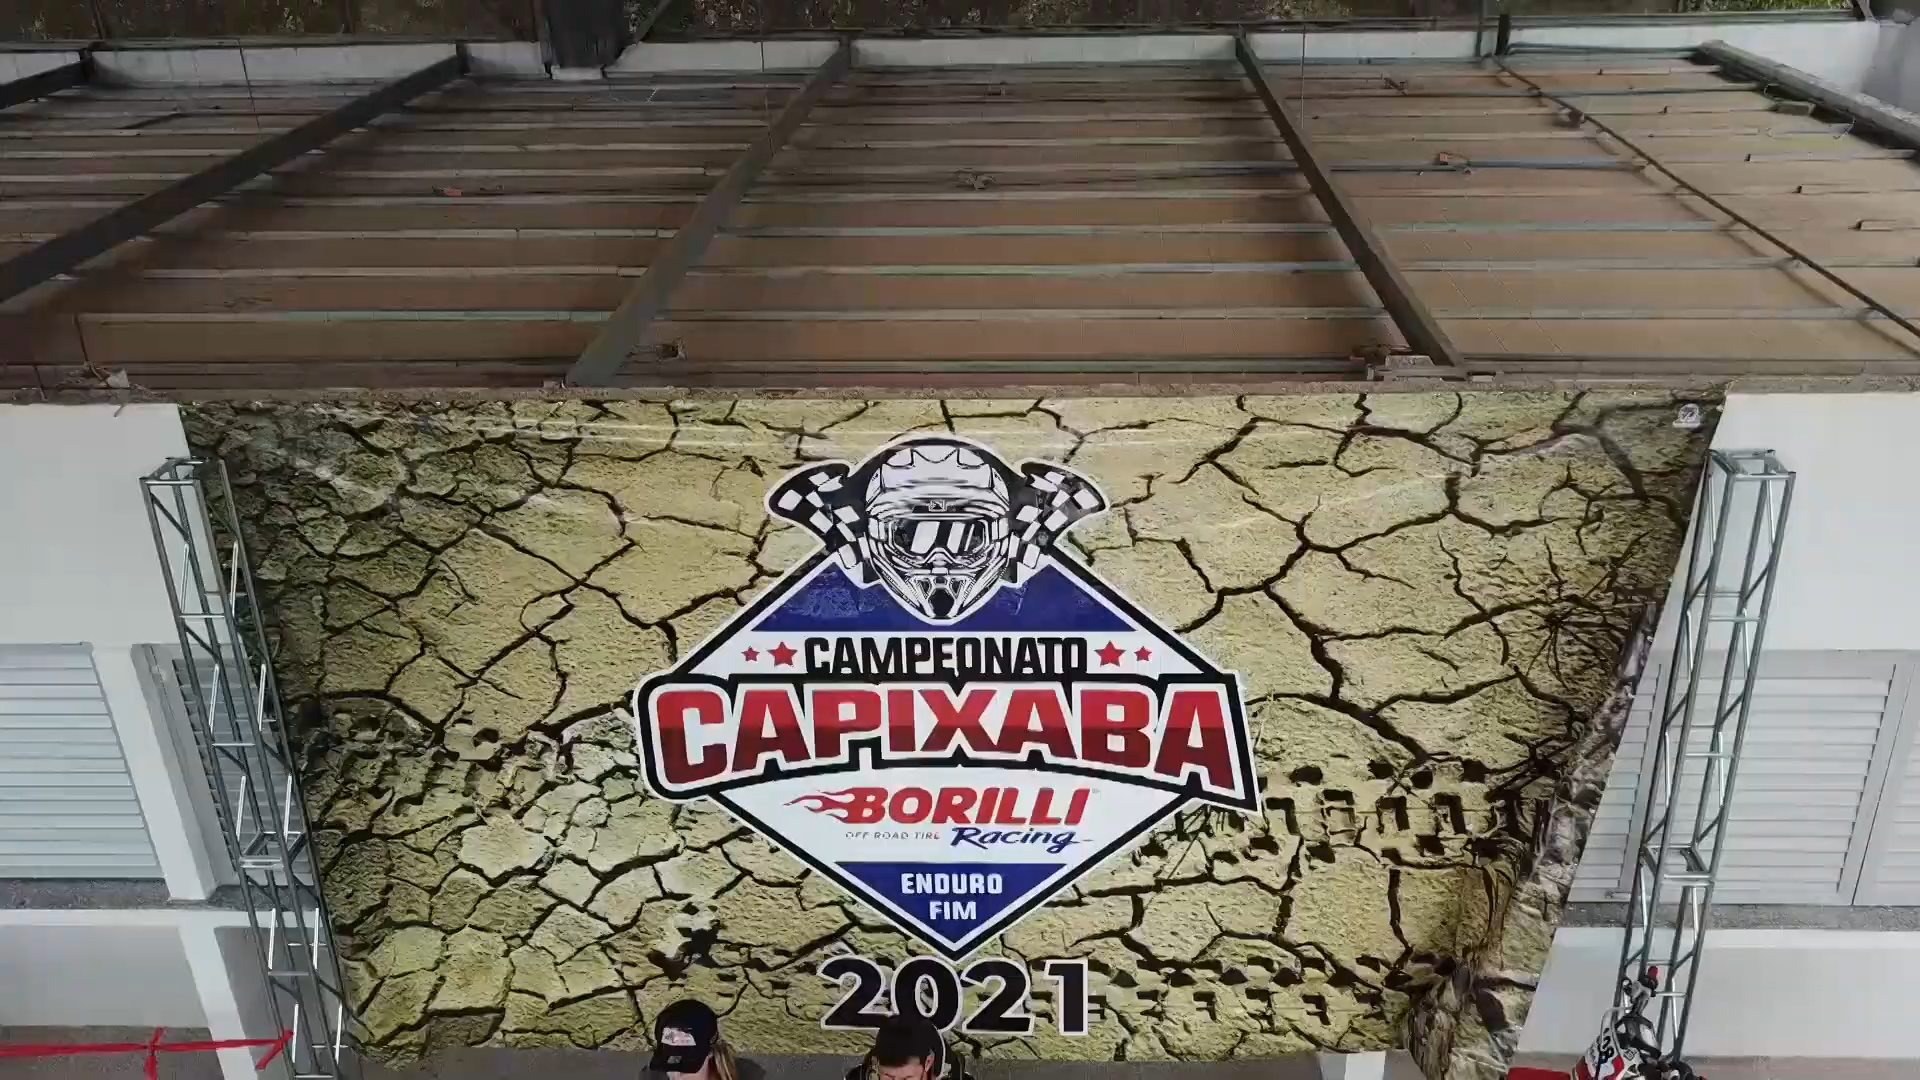 CAMPEONATO
CAPIXABA
BORILLI
OFF ROAD TIRE Racing
ENDURO
FIM
2021